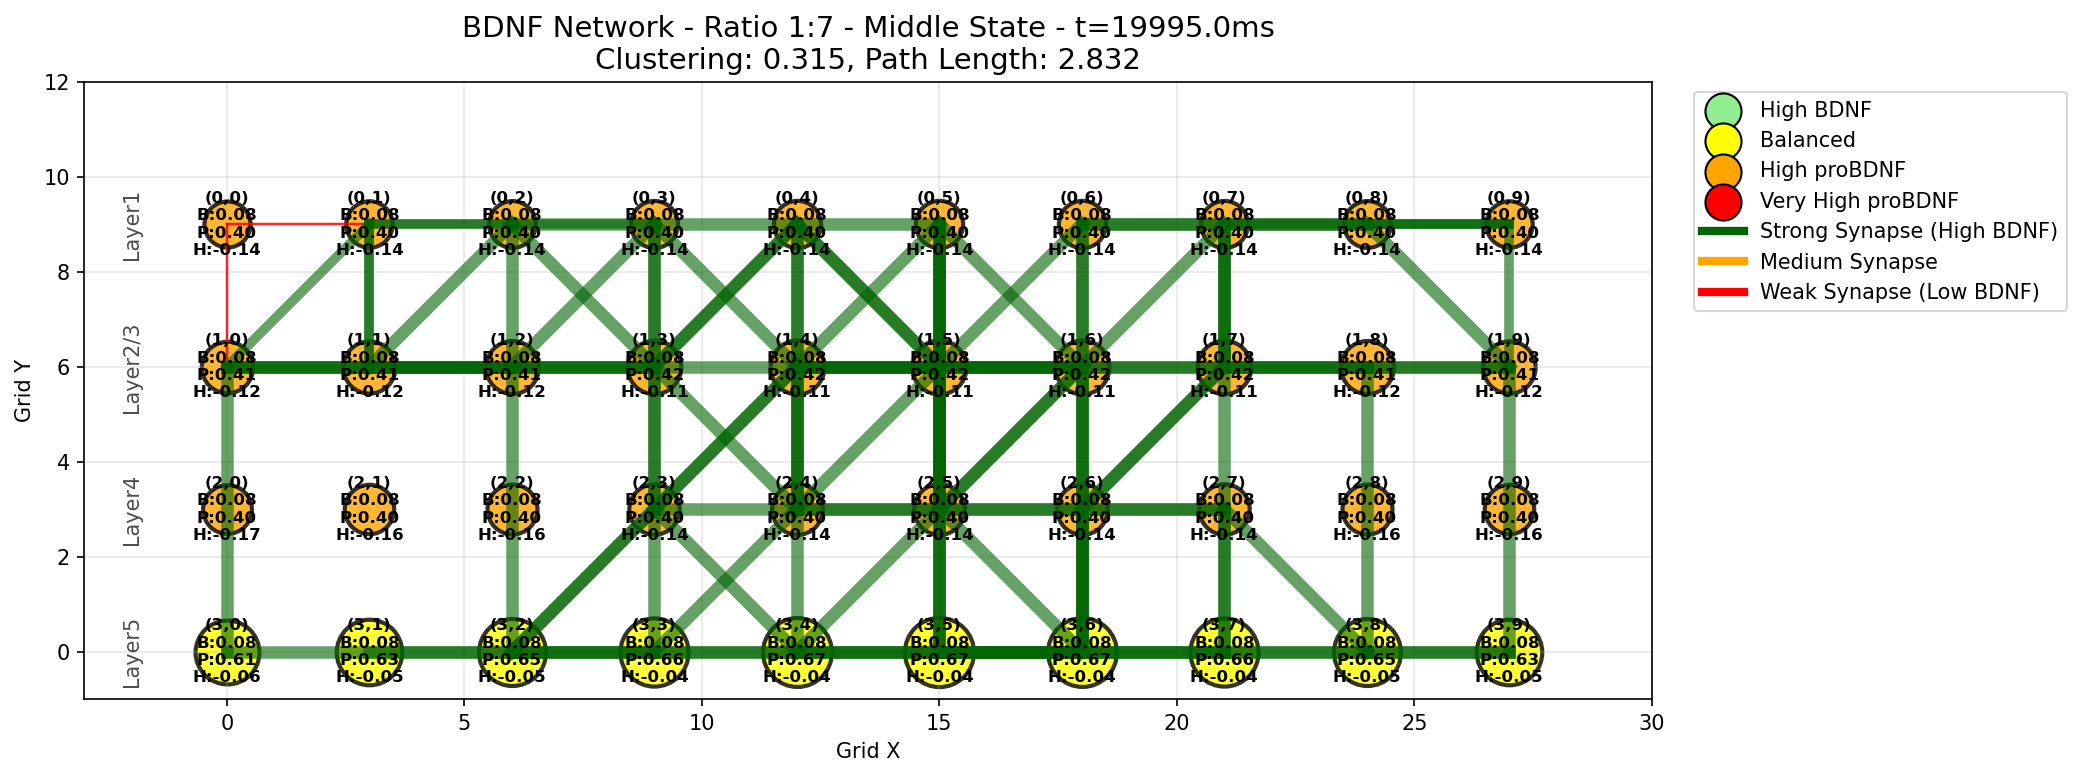 BDNF Network - Ratio 1:7 - Middle State - t=19995.0ms
Clustering: 0.315, Path Length: 2.832
12
10
8
6
4
2
0
Grid Y
Layer1
Layer2/3
Layer4
Layer5
(0,0) (0,1) (0,2) (0,3) (0,4) (0,5) (0,6) (0,7) (0,8) (0,9)
B:0.08 B:0.08 B:0.08 B:0.08 B:0.08 B:0.08 B:0.08 B:0.08 B:0.08 B:0.08
P:0.40 P:0.40 P:0.40 P:0.40 P:0.40 P:0.40 P:0.40 P:0.40 P:0.40 P:0.40
H:-0.14 H:-0.14 H:-0.14 H:-0.14 H:-0.14 H:-0.14 H:-0.14 H:-0.14 H:-0.14 H:-0.14
(1,0) (1,1) (1,2) (1,3) (1,4) (1,5) (1,6) (1,7) (1,8) (1,9)
B:0.08 B:0.08 B:0.08 B:0.08 B:0.08 B:0.08 B:0.08 B:0.08 B:0.08 B:0.08
P:0.41 P:0.41 P:0.41 P:0.42 P:0.42 P:0.42 P:0.42 P:0.42 P:0.41 P:0.41
H:-0.12 H:-0.12 H:-0.12 H:-0.11 H:-0.11 H:-0.11 H:-0.11 H:-0.11 H:-0.12 H:-0.12
(2,0) (2,1) (2,2) (2,3) (2,4) (2,5) (2,6) (2,7) (2,8) (2,9)
B:0.08 B:0.08 B:0.08 B:0.08 B:0.08 B:0.08 B:0.08 B:0.08 B:0.08 B:0.08
P:0.40 P:0.40 P:0.40 P:0.40 P:0.40 P:0.40 P:0.40 P:0.40 P:0.40 P:0.40
H:-0.17 H:-0.16 H:-0.16 H:-0.14 H:-0.14 H:-0.14 H:-0.14 H:-0.14 H:-0.16 H:-0.16
(3,0) (3,1) (3,2) (3,3) (3,4) (3,5) (3,6) (3,7) (3,8) (3,9)
B:0.08 B:0.08 B:0.08 B:0.08 B:0.08 B:0.08 B:0.08 B:0.08 B:0.08 B:0.08
P:0.61 P:0.63 P:0.65 P:0.66 P:0.67 P:0.67 P:0.67 P:0.66 P:0.65 P:0.63
H:-0.06 H:-0.05 H:-0.05 H:-0.04 H:-0.04 H:-0.04 H:-0.04 H:-0.04 H:-0.05 H:-0.05
0 5 10 15 20 25 30
Grid X
High BDNF
Balanced
High proBDNF
Very High proBDNF
Strong Synapse (High BDNF)
Medium Synapse
Weak Synapse (Low BDNF)